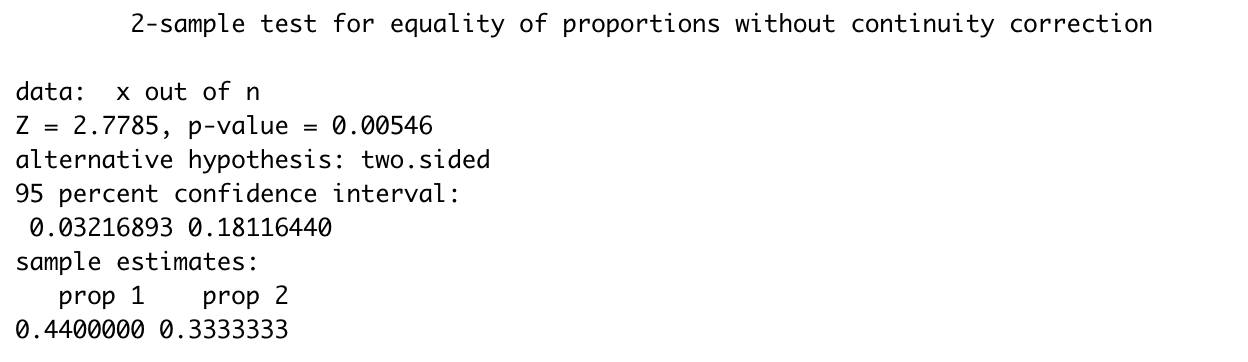 2-sample test for equality of proportions without continuity correction
data:  x out of n
Z = 2.7785, p-value = 0.00546
alternative hypothesis: two.sided
95 percent confidence interval:
 0.03216893 0.18116440
sample estimates:
   prop 1    prop 2
0.4400000 0.3333333